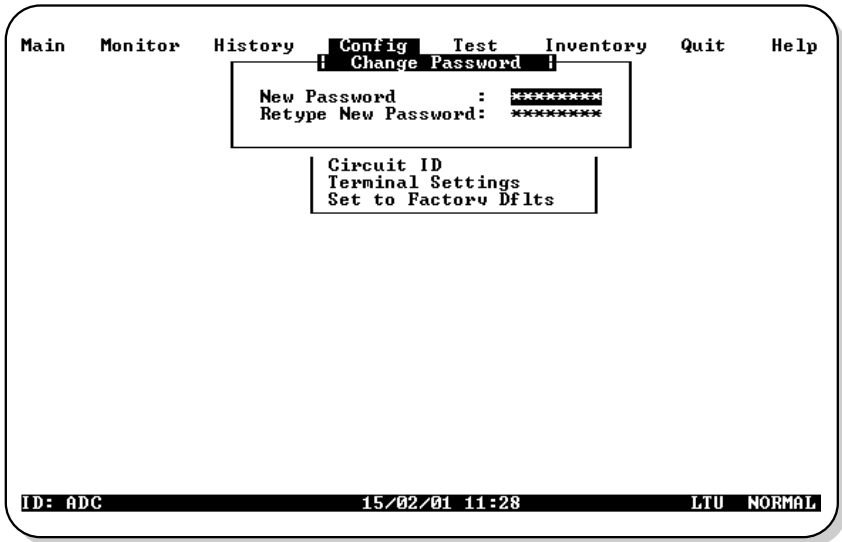 Main Monitor History Config Test Inventory Quit Help
Change Password
New Password : ********
Retype New Password: ********
Circuit ID
Terminal Settings
Set to Factory Dflts
ID: ADC 15/02/01 11:28 LTU NORMAL